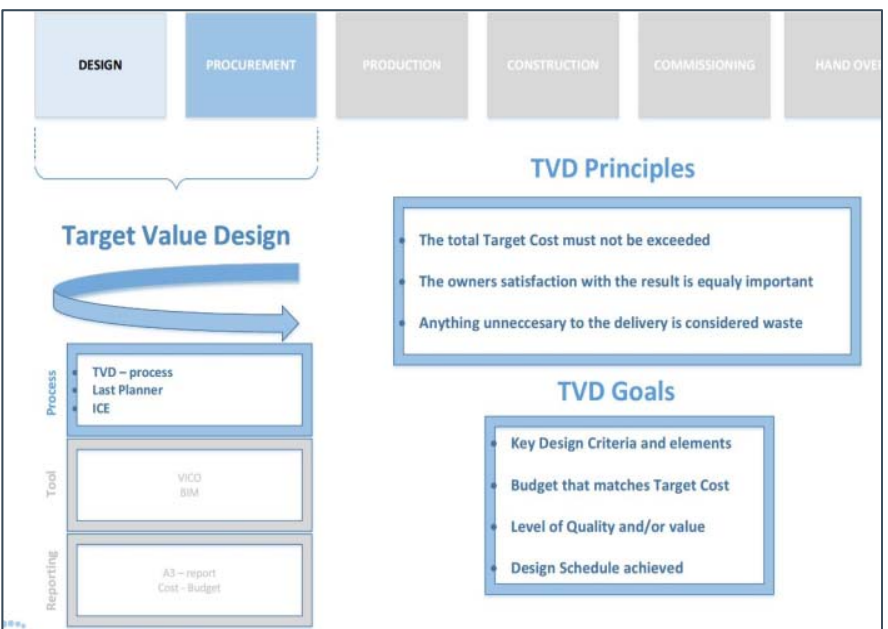 DESIGN
PROCUREMENT
PRODUCTION
CONSTRUCTION
COMMISSIONING
HAND OVE
TVD Principles
• The total Target Cost must not be exceeded
• The owners satisfaction with the result is equaly important
• Anything unneccesary to the delivery is considered waste
Target Value Design
Process
• TVD – process
• Last Planner
• ICE
Tool
VICO
BIM
Reporting
A3 – report
Cost - Budget
TVD Goals
• Key Design Criteria and elements
• Budget that matches Target Cost
• Level of Quality and/or value
• Design Schedule achieved